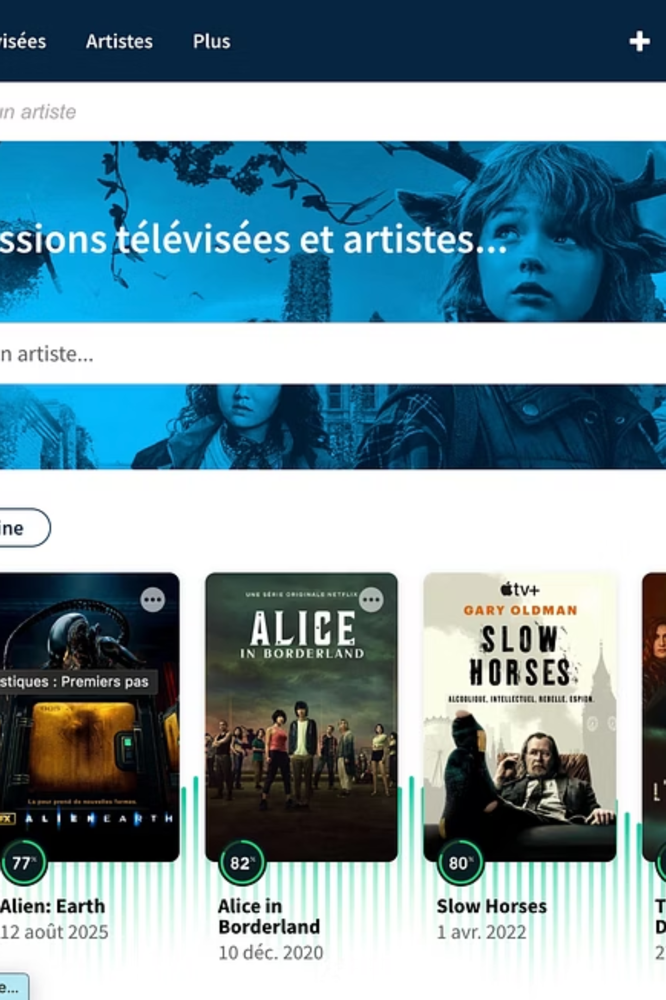 visées Artistes Plus
un artiste
ssions télévisées et artistes...
n artiste...
ine
UNE SÉRIE ORIGINALE NETFLIX
ALICE
IN BORDERLAND
tv+
GARY OLDMAN
SLOW
HORSES
ALCOOLIQUE. INTELLECTUEL. REBELLE. ESPION.
stiques : Premiers pas
La peur prend de nouvelles formes.
FX ALIEN EARTH
77% 82% 80%
Alien: Earth
12 août 2025
Alice in
Borderland
10 déc. 2020
Slow Horses
1 avr. 2022
T
D
2
e...